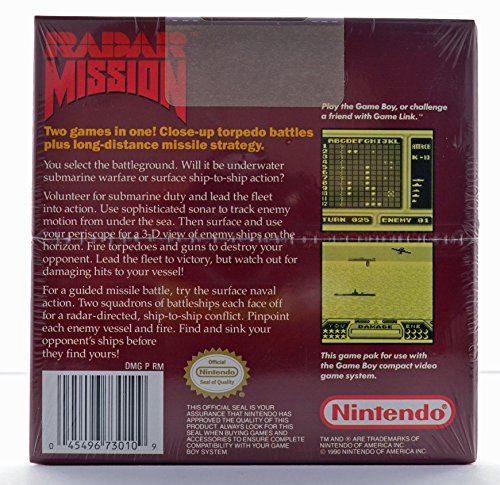 RADAR
MISSION
Two games in one! Close-up torpedo battles
plus long-distance missile strategy.
You select the battleground. Will it be underwater
submarine warfare or surface ship-to-ship action?
Volunteer for submarine duty and lead the fleet
into action. Use sophisticated sonar to track enemy
motion from under the sea. Then surface and use
your periscope for a 3-D view of enemy ships on the
horizon. Fire torpedoes and guns to destroy your
opponent. Lead the fleet to victory, but watch out for
damaging hits to your vessel!
For a guided missile battle, try the surface naval
action. Two squadrons of battleships each face off
for a radar-directed, ship-to-ship conflict. Pinpoint
each enemy vessel and fire. Find and sink your
opponent's ships before
they find yours!
DMG P RM
0 45496 73010 9
Official
Nintendo
Seal of Quality
THIS OFFICIAL SEAL IS YOUR
ASSURANCE THAT NINTENDO HAS
APPROVED THE QUALITY OF THIS
PRODUCT. ALWAYS LOOK FOR THIS
SEAL WHEN BUYING GAMES AND
ACCESSORIES TO ENSURE COMPLETE
COMPATIBILITY WITH YOUR GAME
BOY SYSTEM
Play the Game Boy, or challenge
a friend with Game Link.™
ABCDEFGHIJKL
TURN 025 ENEMY 01
YOU DAMAGE ENE
This game pak for use with
the Game Boy compact video
game system.
Nintendo
TM AND ® ARE TRADEMARKS OF
NINTENDO OF AMERICA INC
© 1990 NINTENDO OF AMERICA INC